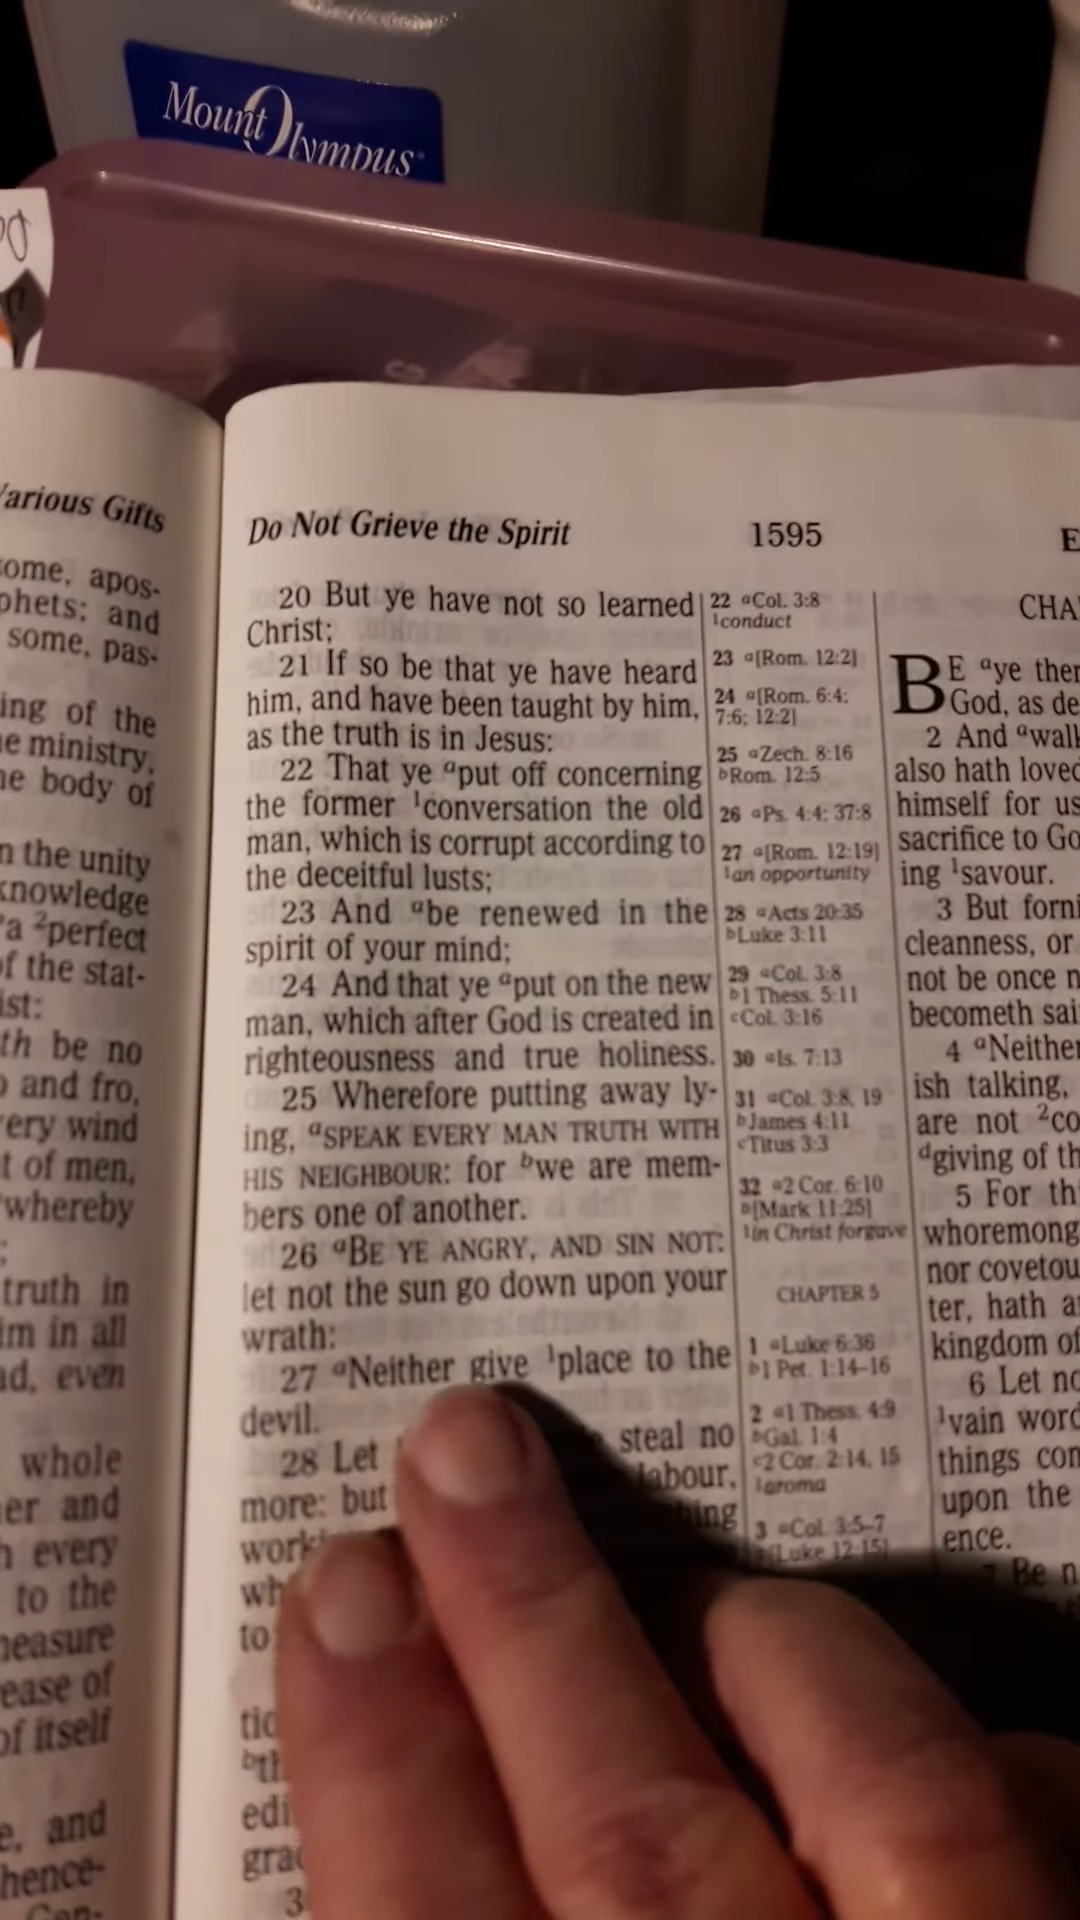 Mount Olympus
Various Gifts
some, apos-
phets; and
some, pas-
ing of the
ministry,
body of
the unity
knowledge
ᵃa ²perfect
of the stat-
be no
and fro,
every wind
of men,
whereby
truth in
in all
even
whole
and
every
to the
measure
of
of itself
and
Do Not Grieve the Spirit
1595
20 But ye have not so learned
Christ;
21 If so be that ye have heard
him, and have been taught by him,
as the truth is in Jesus:
22 That ye ᵃput off concerning
the former ¹conversation the old
man, which is corrupt according to
the deceitful lusts;
23 And ᵃbe renewed in the
spirit of your mind;
24 And that ye ᵃput on the new
man, which after God is created in
righteousness and true holiness.
25 Wherefore putting away ly-
ing, ᵃSPEAK EVERY MAN TRUTH WITH
HIS NEIGHBOUR: for ᵇwe are mem-
bers one of another.
26 ᵃBE YE ANGRY, AND SIN NOT:
let not the sun go down upon your
wrath:
27 ᵃNeither give ¹place to the
devil.
28 Let steal no
more: but labour,
to
22 ᵃCol. 3:8
¹conduct
23 ᵃ[Rom. 12:2]
24 ᵃ[Rom. 6:4;
7:6; 12:2]
25 ᵃZech. 8:16
ᵇRom. 12:5
26 ᵃPs. 4:4; 37:8
27 ᵃ[Rom. 12:19]
¹an opportunity
28 ᵃActs 20:35
ᵇLuke 3:11
29 ᵃCol. 3:8
ᵇ1 Thess. 5:11
ᶜCol. 3:16
30 ᵃIs. 7:13
31 ᵃCol. 3:8, 19
ᵇJames 4:11
ᶜTitus 3:3
32 ᵃ2 Cor. 6:10
ᵇ[Mark 11:25]
¹in Christ forgave
CHAPTER 5
1 ᵃLuke 6:36
ᵇ1 Pet. 1:14–16
2 ᵃ1 Thess. 4:9
ᵇGal. 1:4
ᶜ2 Cor. 2:14, 15
¹aroma
3 ᵃCol. 3:5–7
ᵇ[Luke 12:15]
E
CHA
BE ᵃye ther
God, as de
2 And ᵃwalk
also hath loved
himself for us
sacrifice to Go
ing ¹savour.
3 But forni
cleanness, or
not be once n
becometh sai
4 ᵃNeither
ish talking,
are not ²co
ᵈgiving of th
5 For th
whoremong
nor covetou
ter, hath a
kingdom of
6 Let no
¹vain word
things com
upon the
ence.
Be n